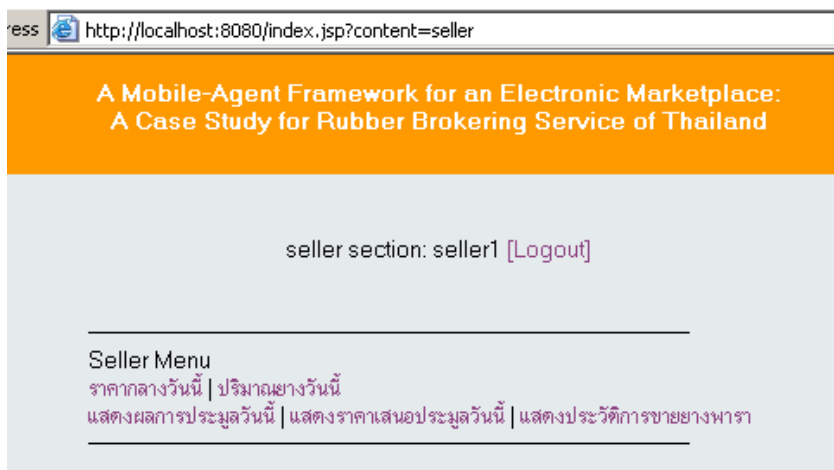 ress http://localhost:8080/index.jsp?content=seller
A Mobile-Agent Framework for an Electronic Marketplace:
A Case Study for Rubber Brokering Service of Thailand
seller section: seller1 [Logout]
Seller Menu
ราคากลางวันนี้ | ปริมาณยางวันนี้
แสดงผลการประมูลวันนี้ | แสดงราคาเสนอประมูลวันนี้ | แสดงประวัติการขายยางพารา